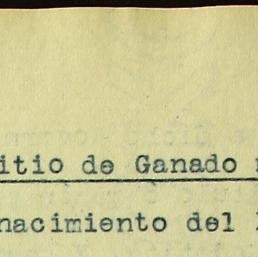 itio de Ganado
nacimiento del